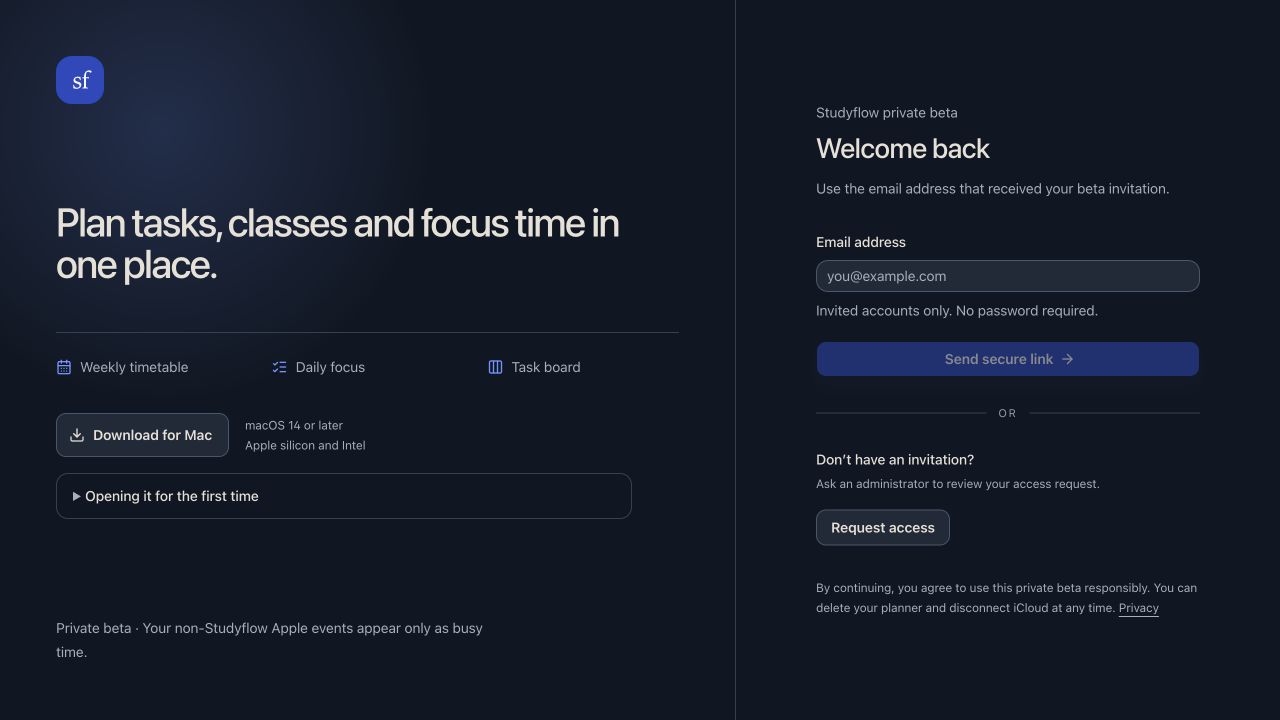 sf
Plan tasks, classes and focus time in
one place.
Weekly timetable
Daily focus
Task board
Download for Mac
macOS 14 or later
Apple silicon and Intel
Opening it for the first time
Private beta · Your non-Studyflow Apple events appear only as busy
time.
Studyflow private beta
Welcome back
Use the email address that received your beta invitation.
Email address
you@example.com
Invited accounts only. No password required.
Send secure link →
OR
Don’t have an invitation?
Ask an administrator to review your access request.
Request access
By continuing, you agree to use this private beta responsibly. You can
delete your planner and disconnect iCloud at any time. Privacy